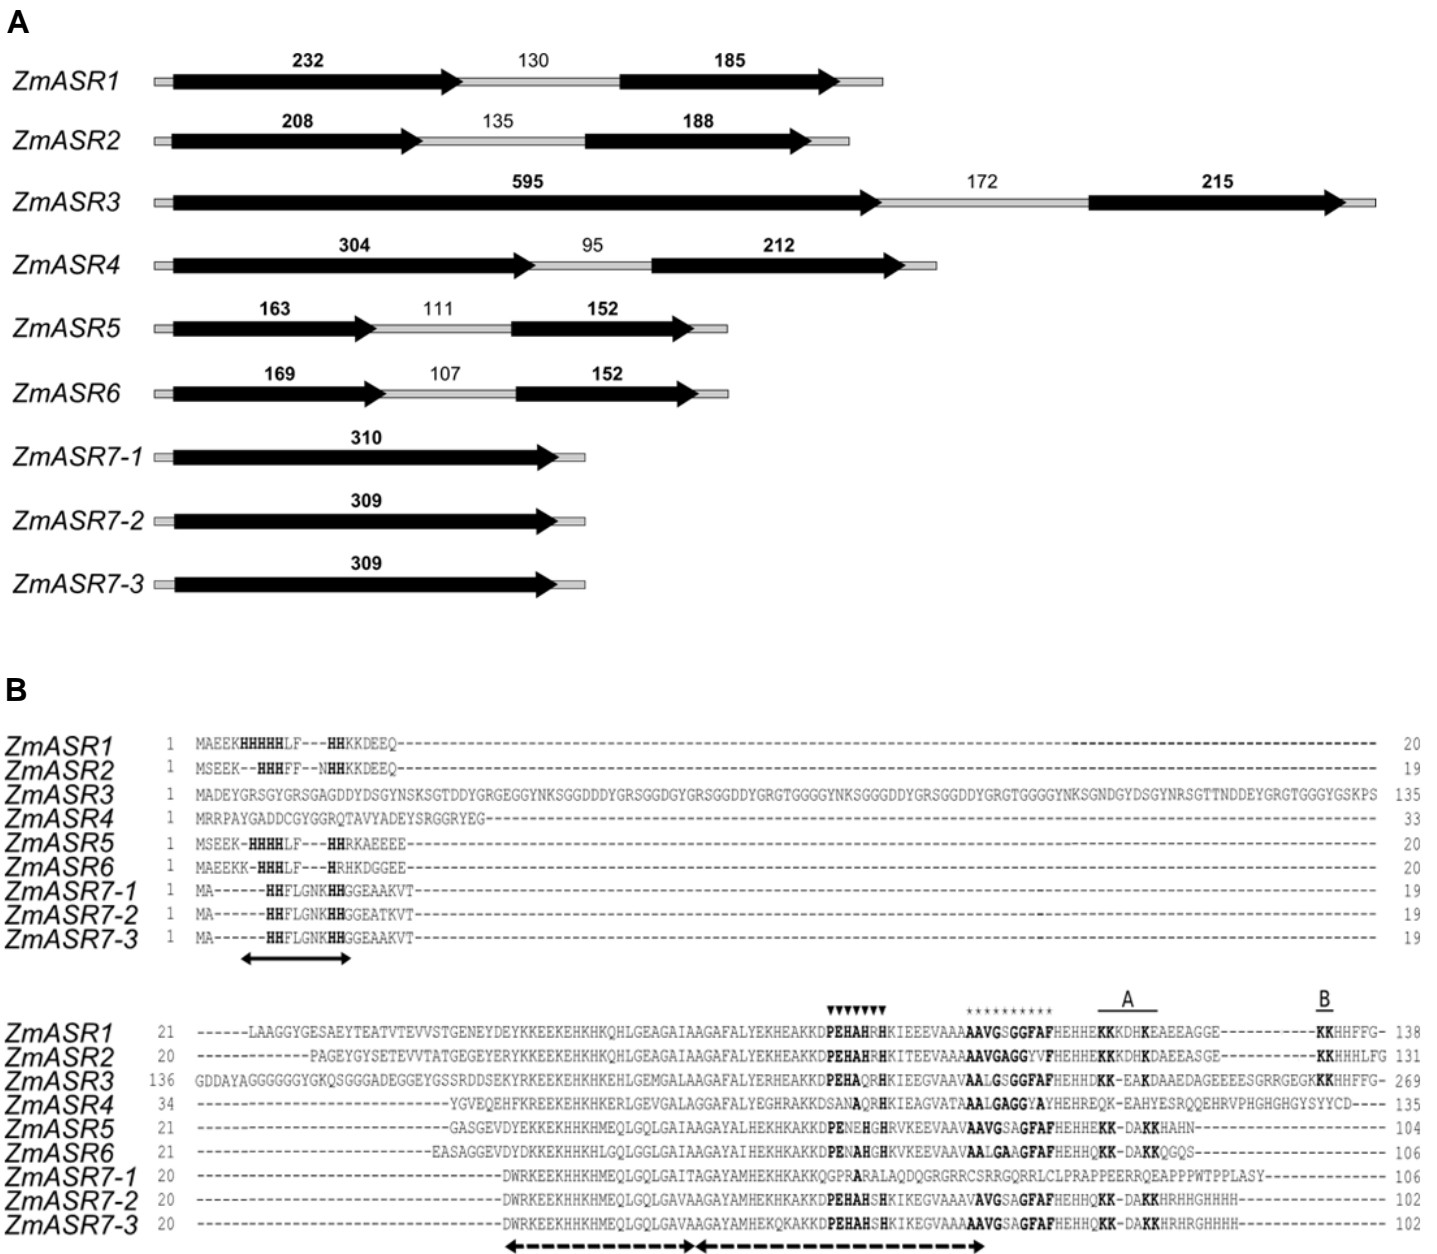 A
232 130 185
ZmASR1
208 135 188
ZmASR2
595 172 215
ZmASR3
304 95 212
ZmASR4
163 111 152
ZmASR5
169 107 152
ZmASR6
310
ZmASR7-1
309
ZmASR7-2
309
ZmASR7-3
B
ZmASR1 1 MAEEKHHHHHLF---HHKKDEEQ 20
ZmASR2 1 MSEEK--HHHFF--NHHKKDEEQ 19
ZmASR3 1 MADEYGRSGYGRSGAGDDYDSGYNSKSGTDDYGRGEGGYNKSGGDDDYGRSGGDGYGRSGGDDYGRGTGGGGYNKSGGGDDYGRSGGDDYGRGTGGGGYNKSGNDGYDSGYNRSGTTNDDEYGRGTGGGYGSKPS 135
ZmASR4 1 MRRPAYGADDCGYGGRQTAVYADEYSRGGRYEG 33
ZmASR5 1 MSEEK-HHHHLF---HHRKAEEEE 20
ZmASR6 1 MAEEKK-HHHLF---HRHKDGGEE 20
ZmASR7-1 1 MA------HHFLGNKHHGGEAAKVT 19
ZmASR7-2 1 MA------HHFLGNKHHGGEATKVT 19
ZmASR7-3 1 MA------HHFLGNKHHGGEAAKVT 19
A B
ZmASR1 21 ------LAAGGYGESAEYTEATVTEVVSTGENEYDEYKKEEKEHKHKQHLGEAGAIAAGAFALYEKHEAKKDPEHAHRHKIEEEVAAAAAVGSGGFAFHEHHEKKKDHKEAEEAGGE-----------KKHHFFG- 138
ZmASR2 20 -------------PAGEYGYSETEVVTATGEGEYERYKKEEKEHKHKQHLGEAGAIAAGAFALYEKHEAKKDPEHAHRHKITEEVAAAAAVGAGGYVFHEHHEKKKDHKDAEEASGE-----------KKHHHLFG 131
ZmASR3 136 GDDAYAGGGGGGYGKQSGGGADEGGEYGSSRDDSEKYRKEEKEHKHKEHLGEMGALAAGAFALYERHEAKKDPEHAQRHKIEEGVAAVAALGSGGFAFHEHHDKK-EAKDAAEDAGEEEESGRRGEGKKKHHFFG- 269
ZmASR4 34 YGVEQEHFKREEKEHKHKERLGEVGALAGGAFALYEGHRAKKDSANAQRHKIEAGVATAAALGAGGYAYHEHREQK-EAHYESRQQEHRVPHGHGHGYSYYCD---- 135
ZmASR5 21 GASGEVDYEKKEKHHKHMEQLGQLGAIAAGAYALHEKHKAKKDPENEHGHRVKEEVAAVAAVGSAGFAFHEHHEKK-DAKKHAHN 104
ZmASR6 21 EASAGGEVDYDKKEKHHKHLGQLGGLGAIAAGAYAIHEKHKAKKDPENAHGHKVKEEVAAVAALGAAGFAFHEHHQKK-DAKKQGQS 106
ZmASR7-1 20 DWRKEEKHHKHMEQLGQLGAITAGAYAMHEKHKAKKQGPRARALAQDQGRGRRCSRRGQRRLCLPRAPPEERRQEAPPPWTPPLASY 106
ZmASR7-2 20 DWRKEEKHHKHMEQLGQLGAVAAGAYAMHEKHKAKKDPEHAHSHKIKEGVAAAVAVGSAGFAFHEHHQKK-DAKKHRHHGHHHH 102
ZmASR7-3 20 DWRKEEKHHKHMEQLGQLGAVAAGAYAMHEKQKAKKDPEHAHSHKIKEGVAAAAAVGSAGFAFHEHHQKK-DAKKHRHRGHHHH 102